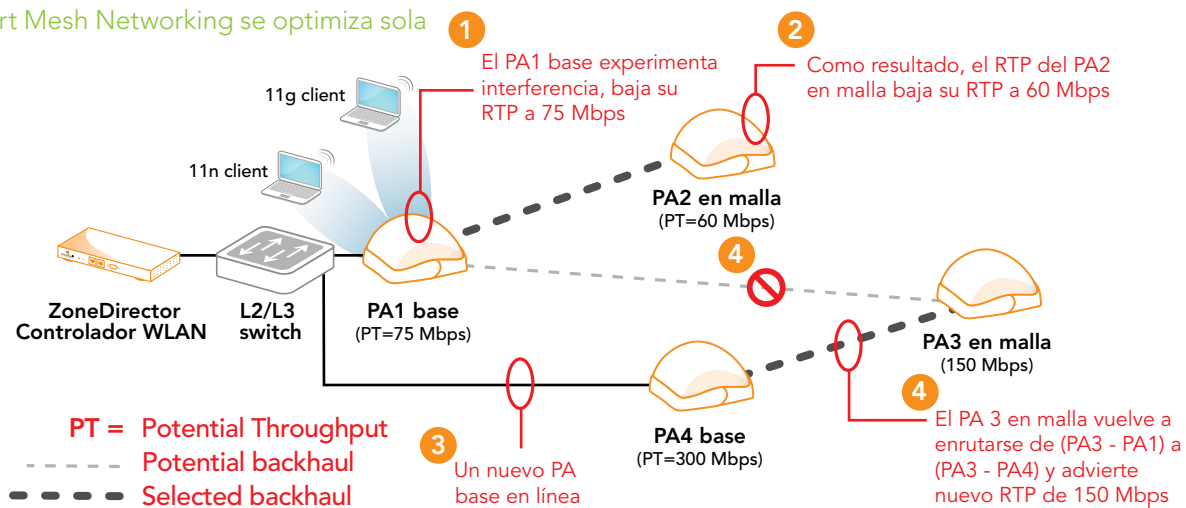 rt Mesh Networking se optimiza sola
1
El PA1 base experimenta
interferencia, baja su
RTP a 75 Mbps
2
Como resultado, el RTP del PA2
en malla baja su RTP a 60 Mbps
11g client
11n client
PA2 en malla
(PT=60 Mbps)
4
ZoneDirector
Controlador WLAN
L2/L3
switch
PA1 base
(PT=75 Mbps)
PA3 en malla
(150 Mbps)
PA4 base
(PT=300 Mbps)
4
El PA 3 en malla vuelve a
enrutarse de (PA3 - PA1) a
(PA3 - PA4) y advierte
nuevo RTP de 150 Mbps
3
Un nuevo PA
base en línea
PT = Potential Throughput
Potential backhaul
Selected backhaul